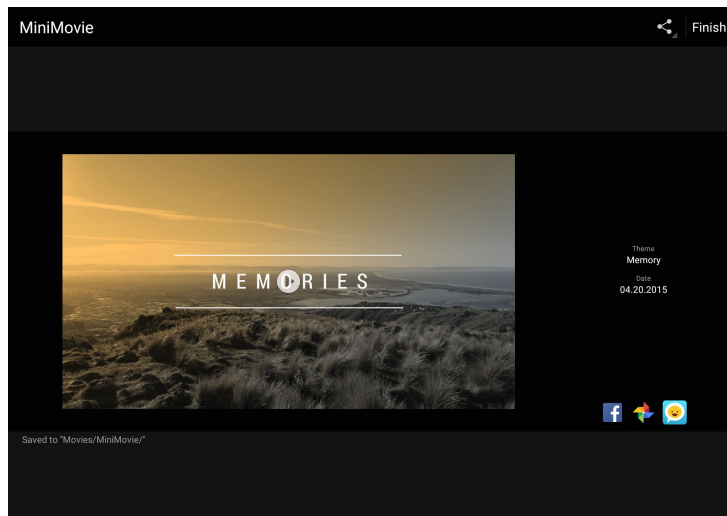 MiniMovie
Finish
MEMORIES
Theme
Memory
Date
04.20.2015
Saved to "Movies/MiniMovie/"